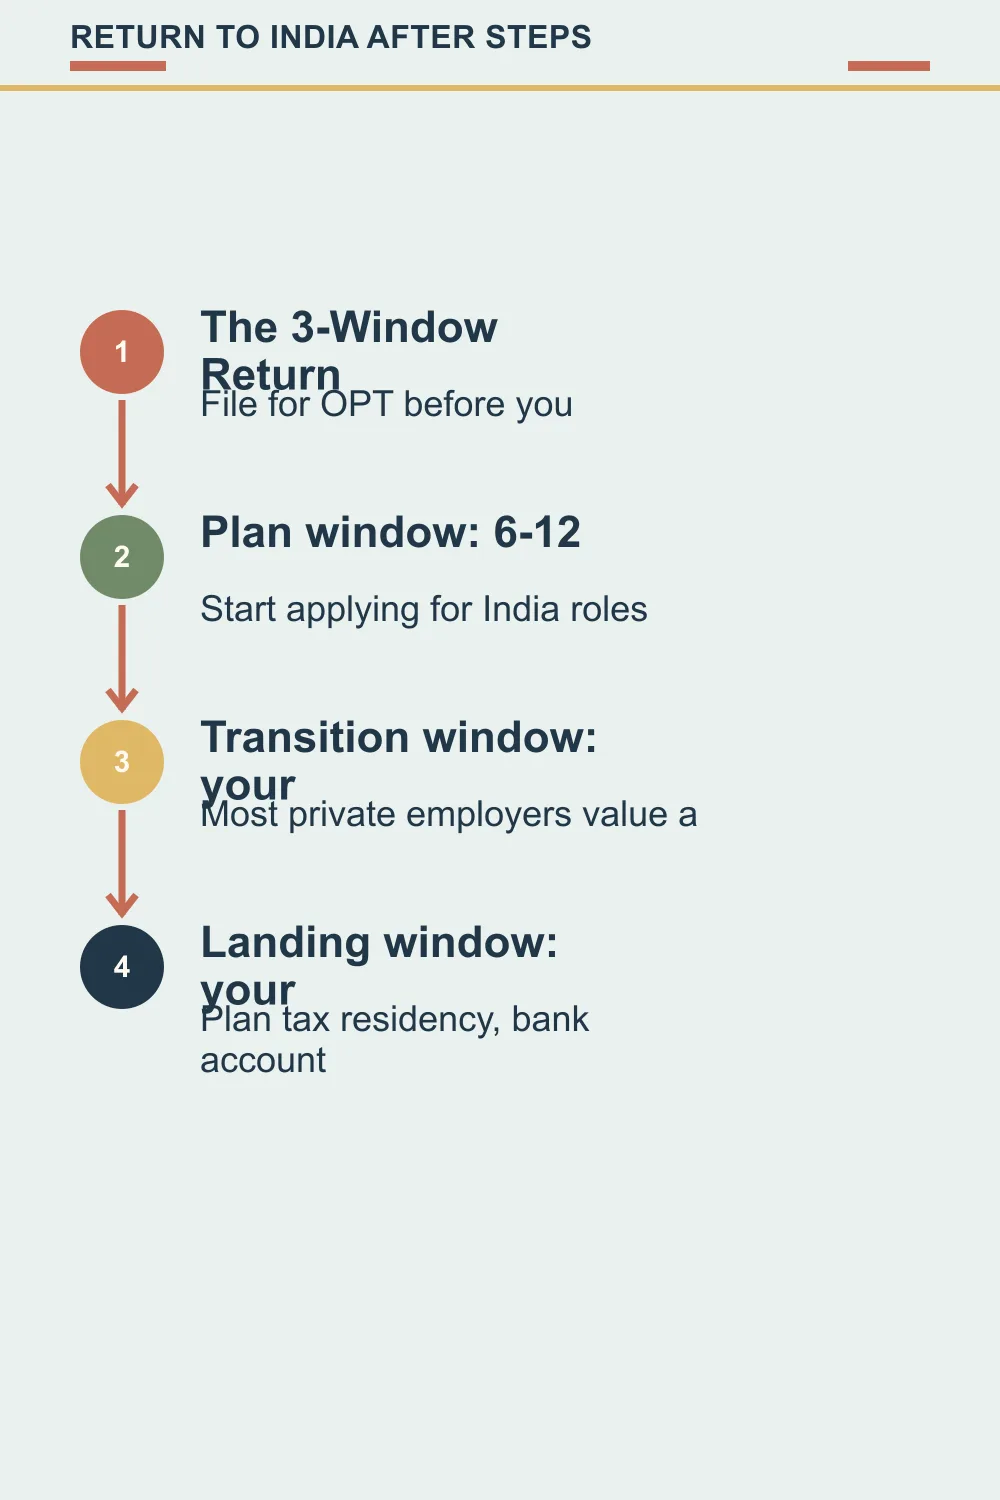 RETURN TO INDIA AFTER STEPS
1
The 3-Window
Return
File for OPT before you
2
Plan window: 6-12
Start applying for India roles
3
Transition window:
your
Most private employers value a
4
Landing window:
your
Plan tax residency, bank
account